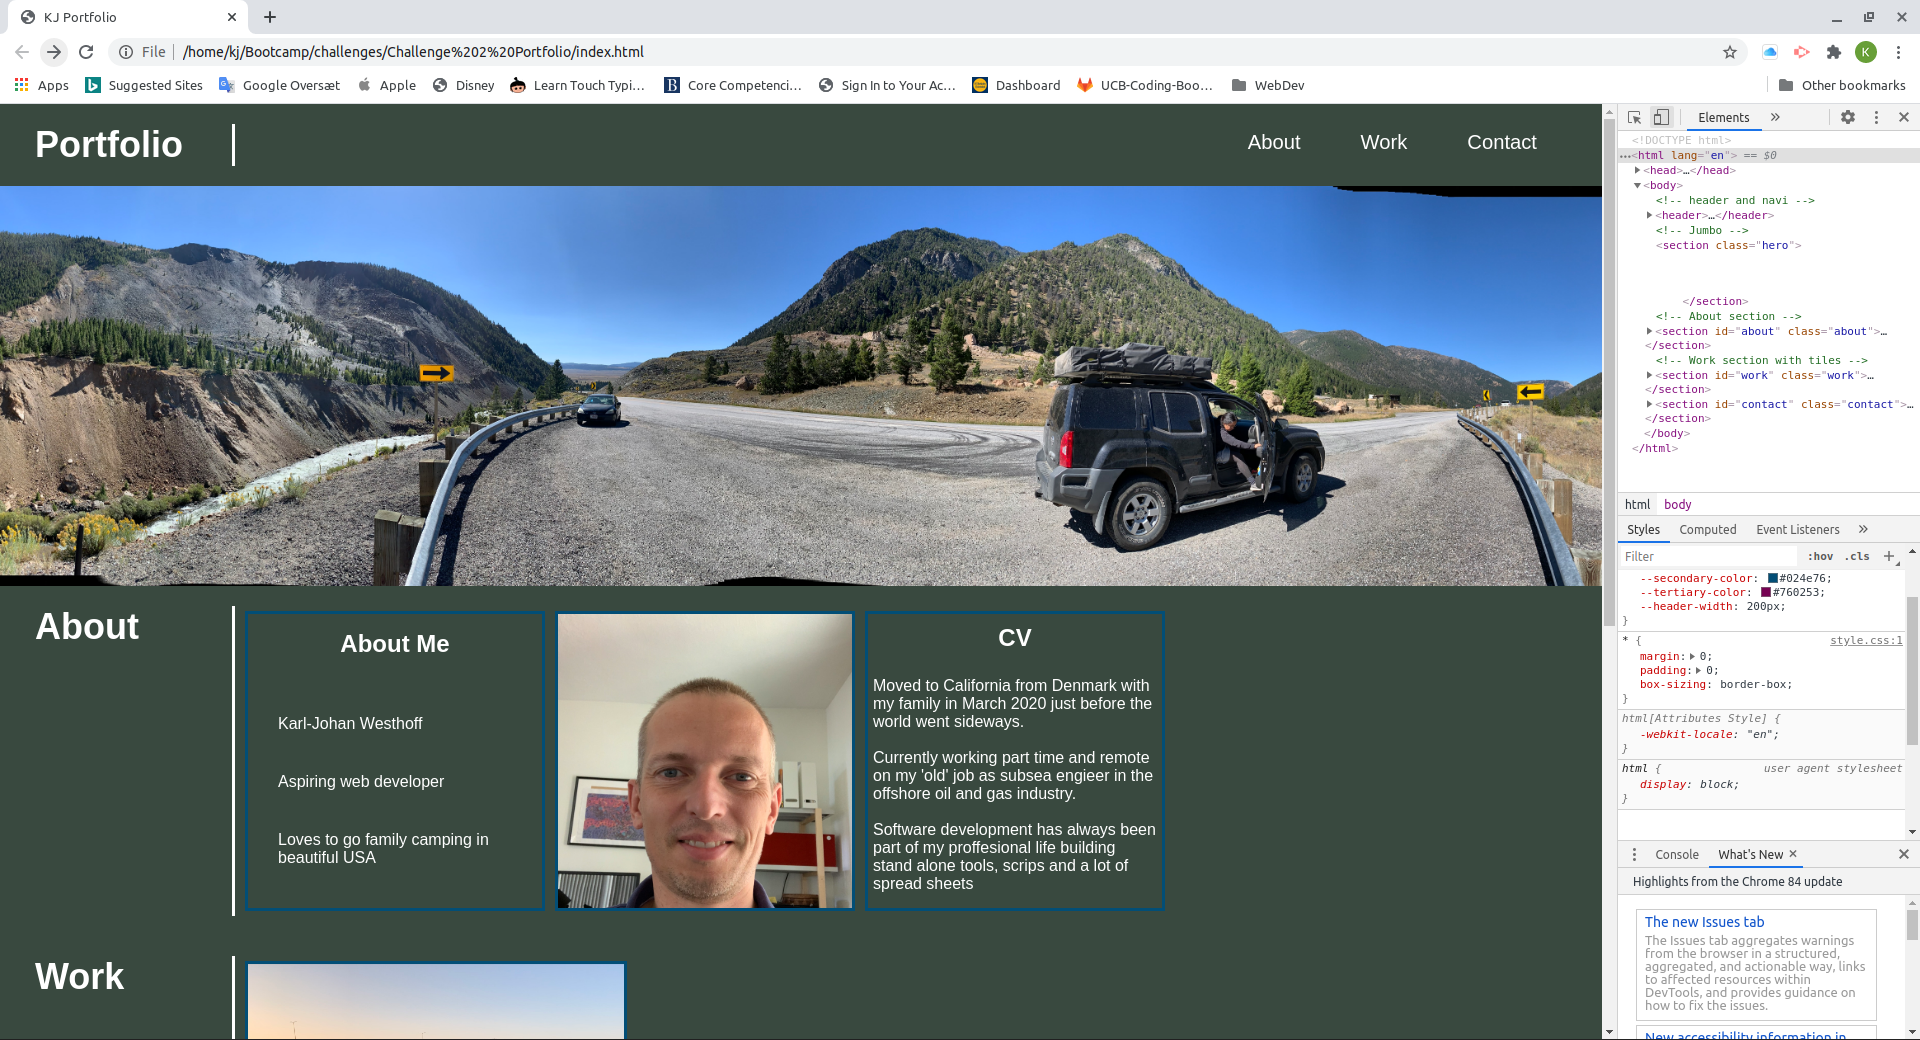 KJ Portfolio
File /home/kj/Bootcamp/challenges/Challenge%202%20Portfolio/index.html
K
Apps Suggested Sites Google Oversæt Apple Disney Learn Touch Typi... Core Competenci... Sign In to Your Ac... Dashboard UCB-Coding-Boo... WebDev Other bookmarks
Portfolio
About Work Contact
About
About Me
Karl-Johan Westhoff
Aspiring web developer
Loves to go family camping in
beautiful USA
CV
Moved to California from Denmark with
my family in March 2020 just before the
world went sideways.
Currently working part time and remote
on my 'old' job as subsea engieer in the
offshore oil and gas industry.
Software development has always been
part of my proffesional life building
stand alone tools, scrips and a lot of
spread sheets
Work
Elements
<!DOCTYPE html>
<html lang="en"> == $0
<head>…</head>
<body>
<!-- header and navi -->
<header>…</header>
<!-- Jumbo -->
<section class="hero">
</section>
<!-- About section -->
<section id="about" class="about">…
</section>
<!-- Work section with tiles -->
<section id="work" class="work">…
</section>
<section id="contact" class="contact">…
</section>
</body>
</html>
html body
Styles Computed Event Listeners
Filter :hov .cls
--secondary-color: #024e76;
--tertiary-color: #760253;
--header-width: 200px;
}
* { style.css:1
margin: 0;
padding: 0;
box-sizing: border-box;
}
html[Attributes Style] {
-webkit-locale: "en";
}
html { user agent stylesheet
display: block;
}
Console What's New
Highlights from the Chrome 84 update
The new Issues tab
The Issues tab aggregates warnings
from the browser in a structured,
aggregated, and actionable way, links
to affected resources within
DevTools, and provides guidance on
how to fix the issues.
New accessibility information in